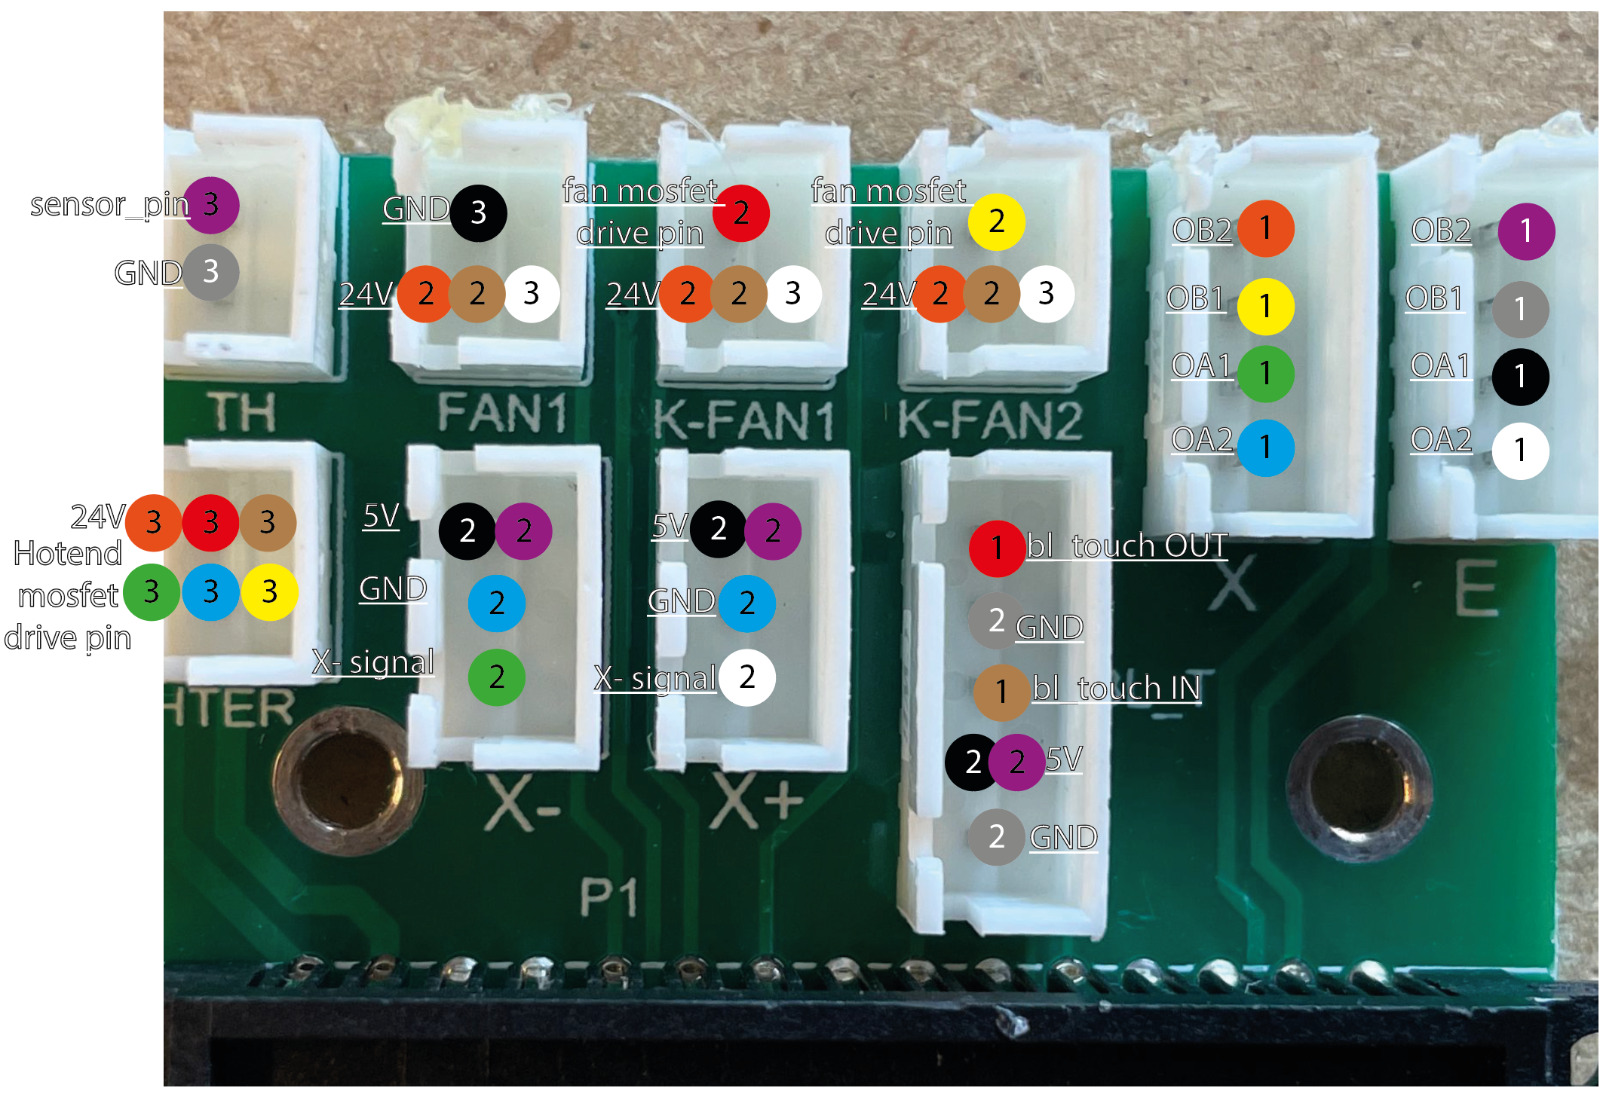 sensor_pin 3
GND 3
TH
GND 3
24V 2 2 3
FAN1
fan mosfet
drive pin 2
24V 2 2 3
K-FAN1
fan mosfet
drive pin 2
24V 2 2 3
K-FAN2
OB2 1
OB1 1
OA1 1
OA2 1
X
OB2 1
OB1 1
OA1 1
OA2 1
E
24V 3 3 3
Hotend
mosfet 3 3 3
drive pin
5V 2 2
GND 2
X- signal 2
X-
5V 2 2
GND 2
X- signal 2
X+
1 bl_touch OUT
2 GND
1 bl_touch IN
2 2 5V
2 GND
P1